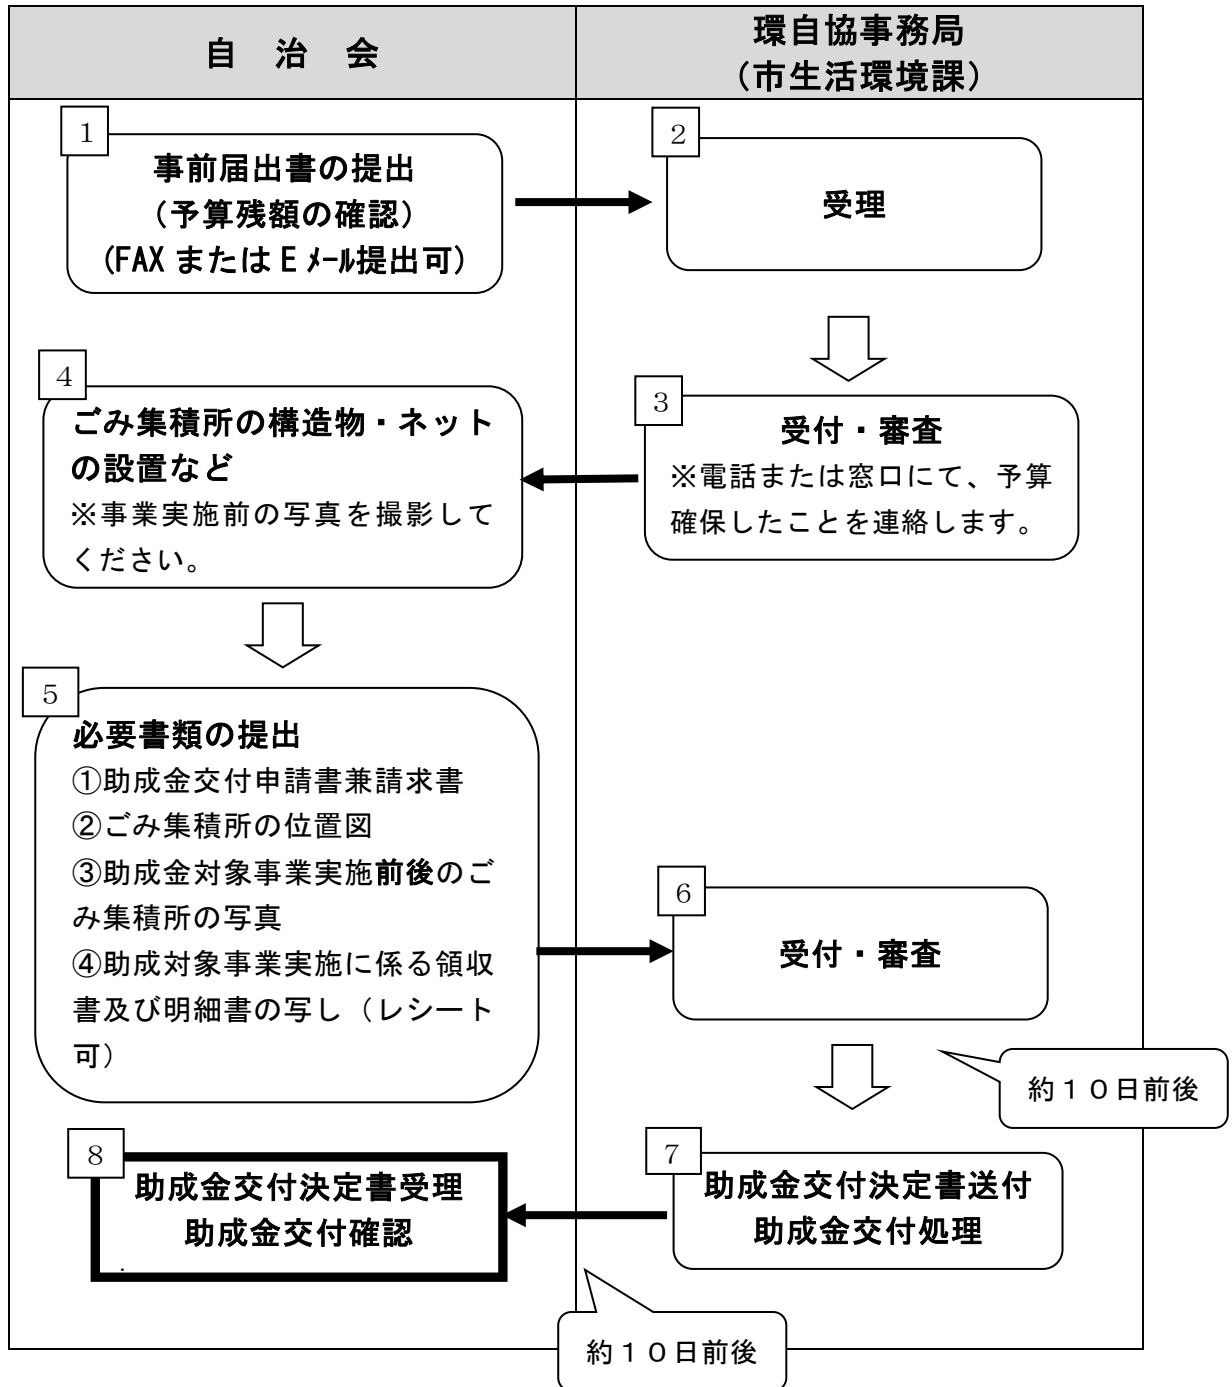 自 治 会
環自協事務局
(市生活環境課)
1
事前届出書の提出
(予算残額の確認)
(FAX または E ﾒｰﾙ提出可)
2
受理
3
受付・審査
※電話または窓口にて、予算
確保したことを連絡します。
4
ごみ集積所の構造物・ネット
の設置など
※事業実施前の写真を撮影して
ください。
5
必要書類の提出
①助成金交付申請書兼請求書
②ごみ集積所の位置図
③助成金対象事業実施前後のご
み集積所の写真
④助成対象事業実施に係る領収
書及び明細書の写し(レシート
可)
6
受付・審査
約10日前後
7
助成金交付決定書送付
助成金交付処理
8
助成金交付決定書受理
助成金交付確認
.
約10日前後